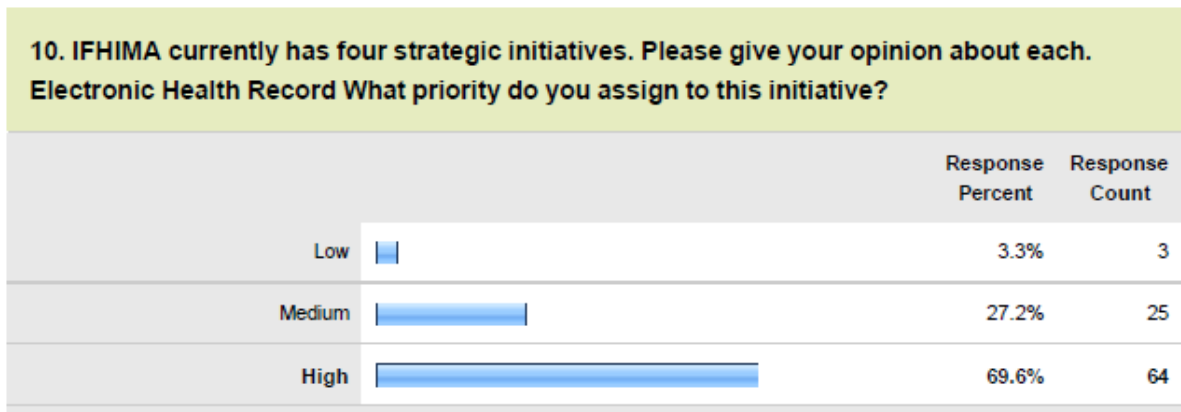 10. IFHIMA currently has four strategic initiatives. Please give your opinion about each.
Electronic Health Record What priority do you assign to this initiative?
Response Percent Response Count
Low 3.3% 3
Medium 27.2% 25
High 69.6% 64